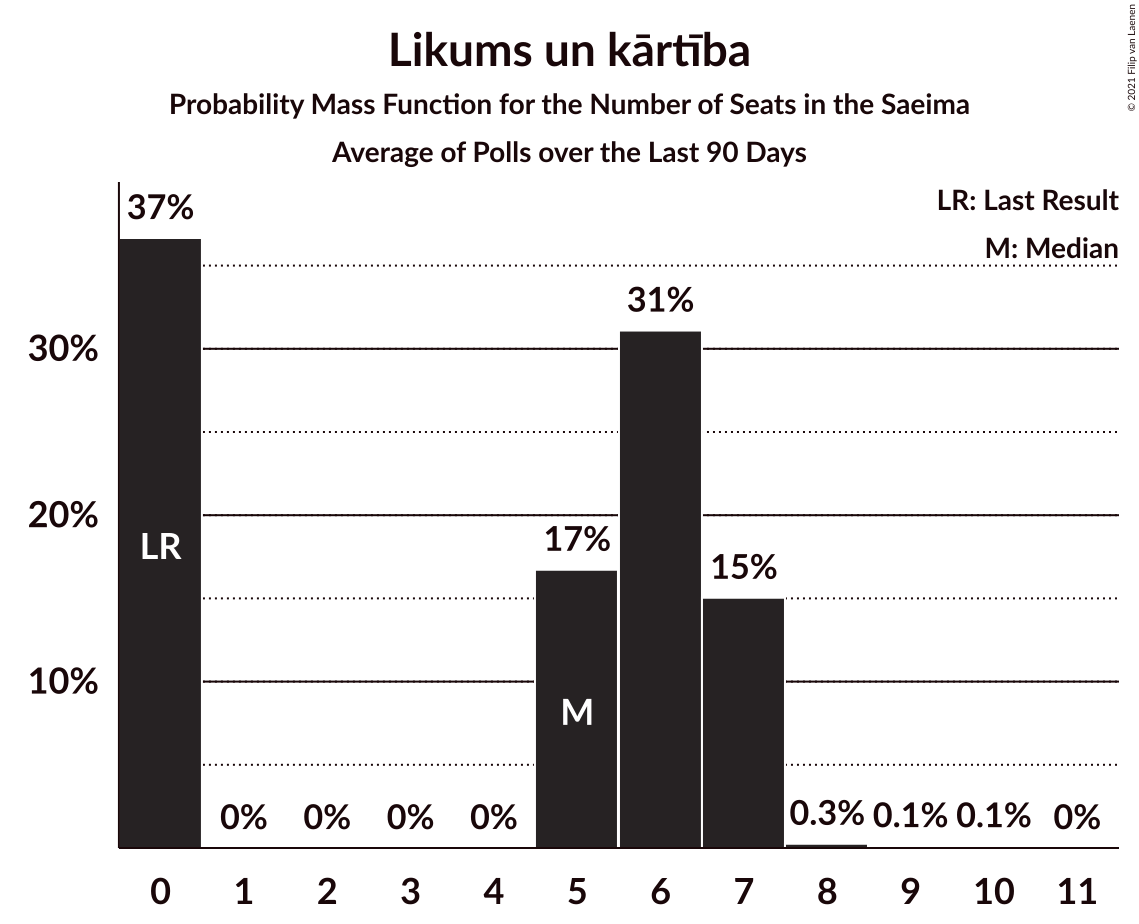 Likums un kārtība
Probability Mass Function for the Number of Seats in the Saeima
Average of Polls over the Last 90 Days
© 2021 Filip van Laenen
LR: Last Result
M: Median
37%
31%
30%
20%
17%
15%
LR
10%
M
0% 0% 0% 0% 0.3% 0.1% 0.1% 0%
0 1 2 3 4 5 6 7 8 9 10 11